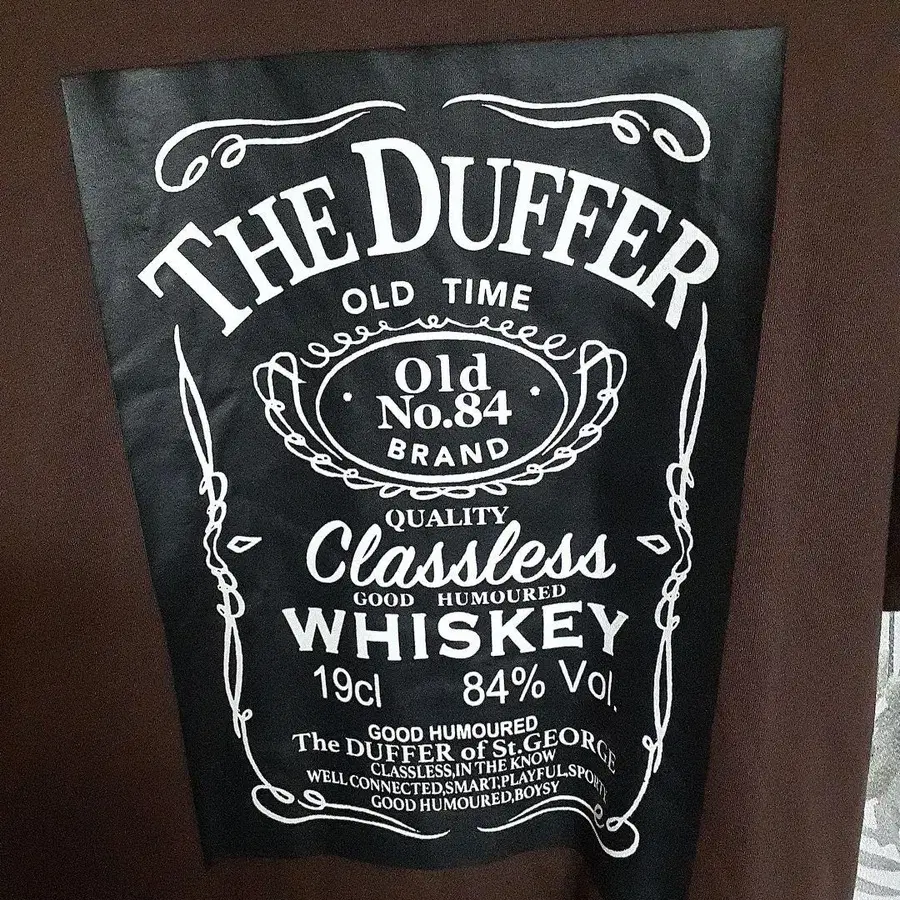 THE DUFFER
OLD TIME
Old
No.84
BRAND
QUALITY
Classless
GOOD HUMOURED
WHISKEY
19cl 84% Vol.
GOOD HUMOURED
The DUFFER of St.GEORGE
CLASSLESS,IN THE KNOW
WELL CONNECTED,SMART,PLAYFUL,SPORTY
GOOD HUMOURED,BOYSY